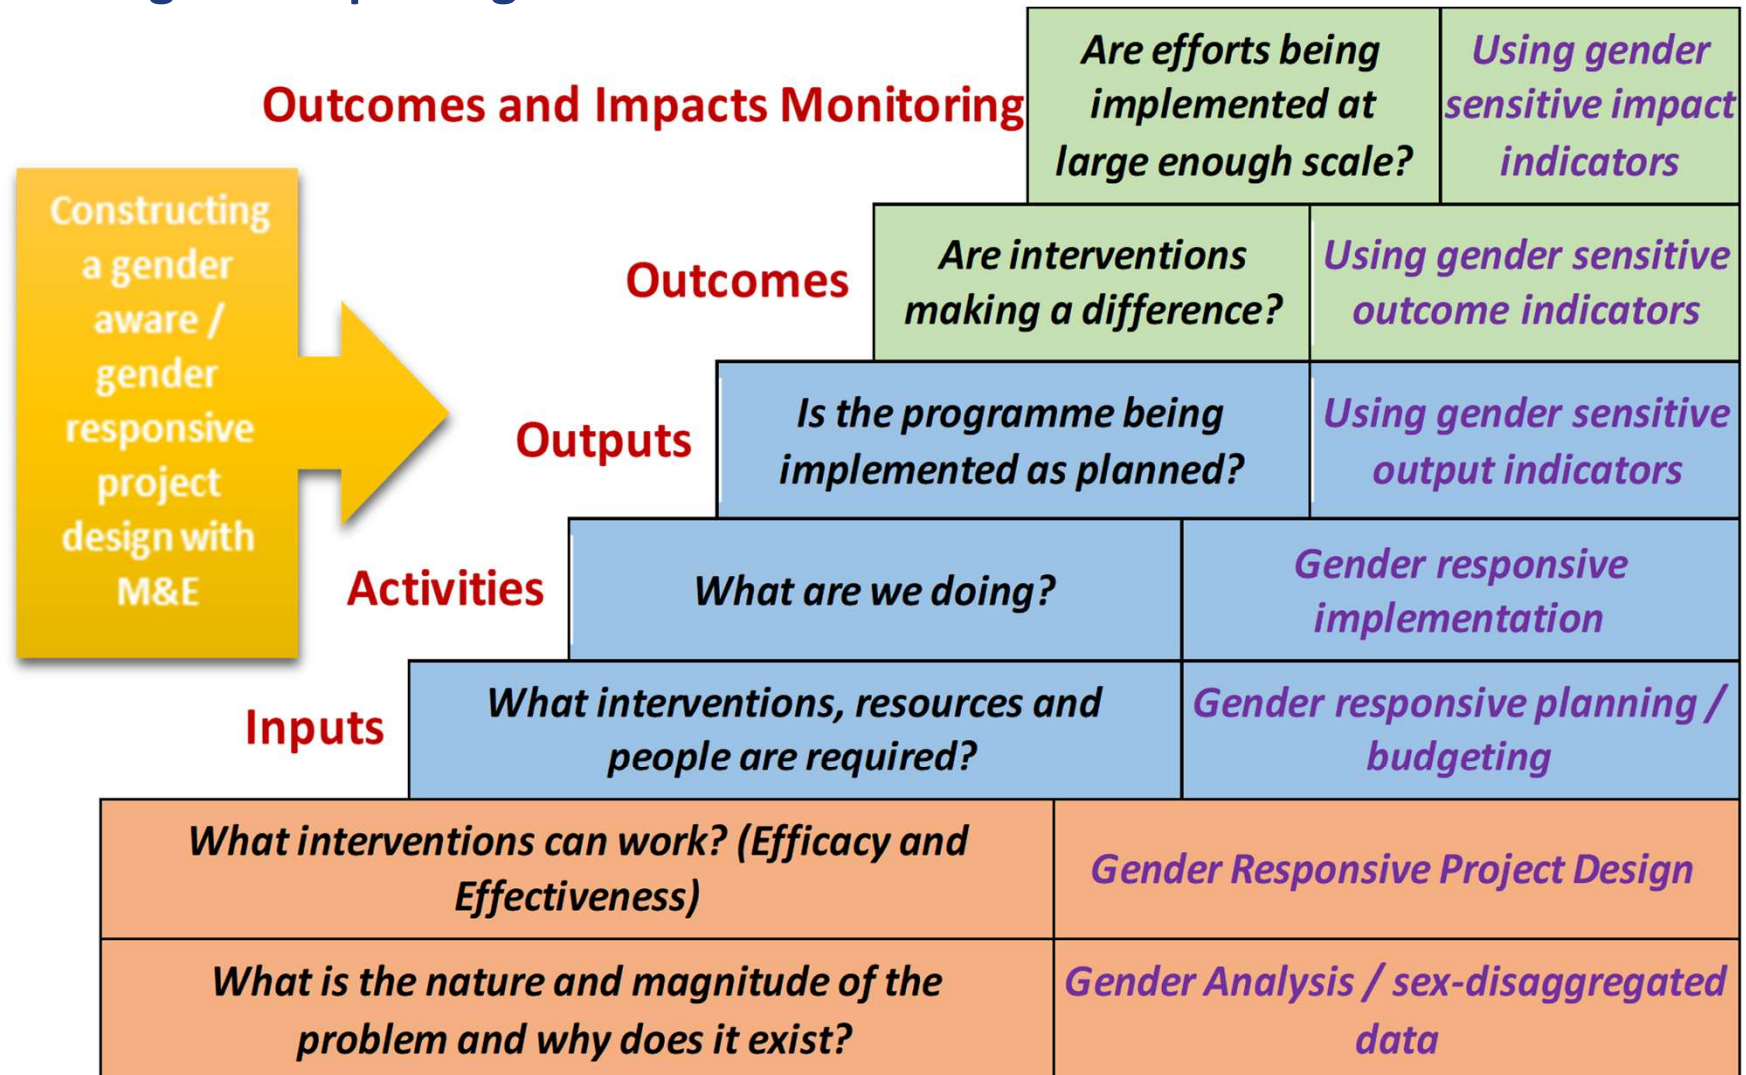 Are efforts being
implemented at
large enough scale?
Using gender
sensitive impact
indicators
Outcomes and Impacts Monitoring
Constructing
a gender
aware /
gender
responsive
project
design with
M&E
Outcomes
Are interventions
making a difference?
Using gender sensitive
outcome indicators
Outputs
Is the programme being
implemented as planned?
Using gender sensitive
output indicators
Activities
What are we doing?
Gender responsive
implementation
Inputs
What interventions, resources and
people are required?
Gender responsive planning /
budgeting
What interventions can work? (Efficacy and
Effectiveness)
Gender Responsive Project Design
What is the nature and magnitude of the
problem and why does it exist?
Gender Analysis / sex-disaggregated
data